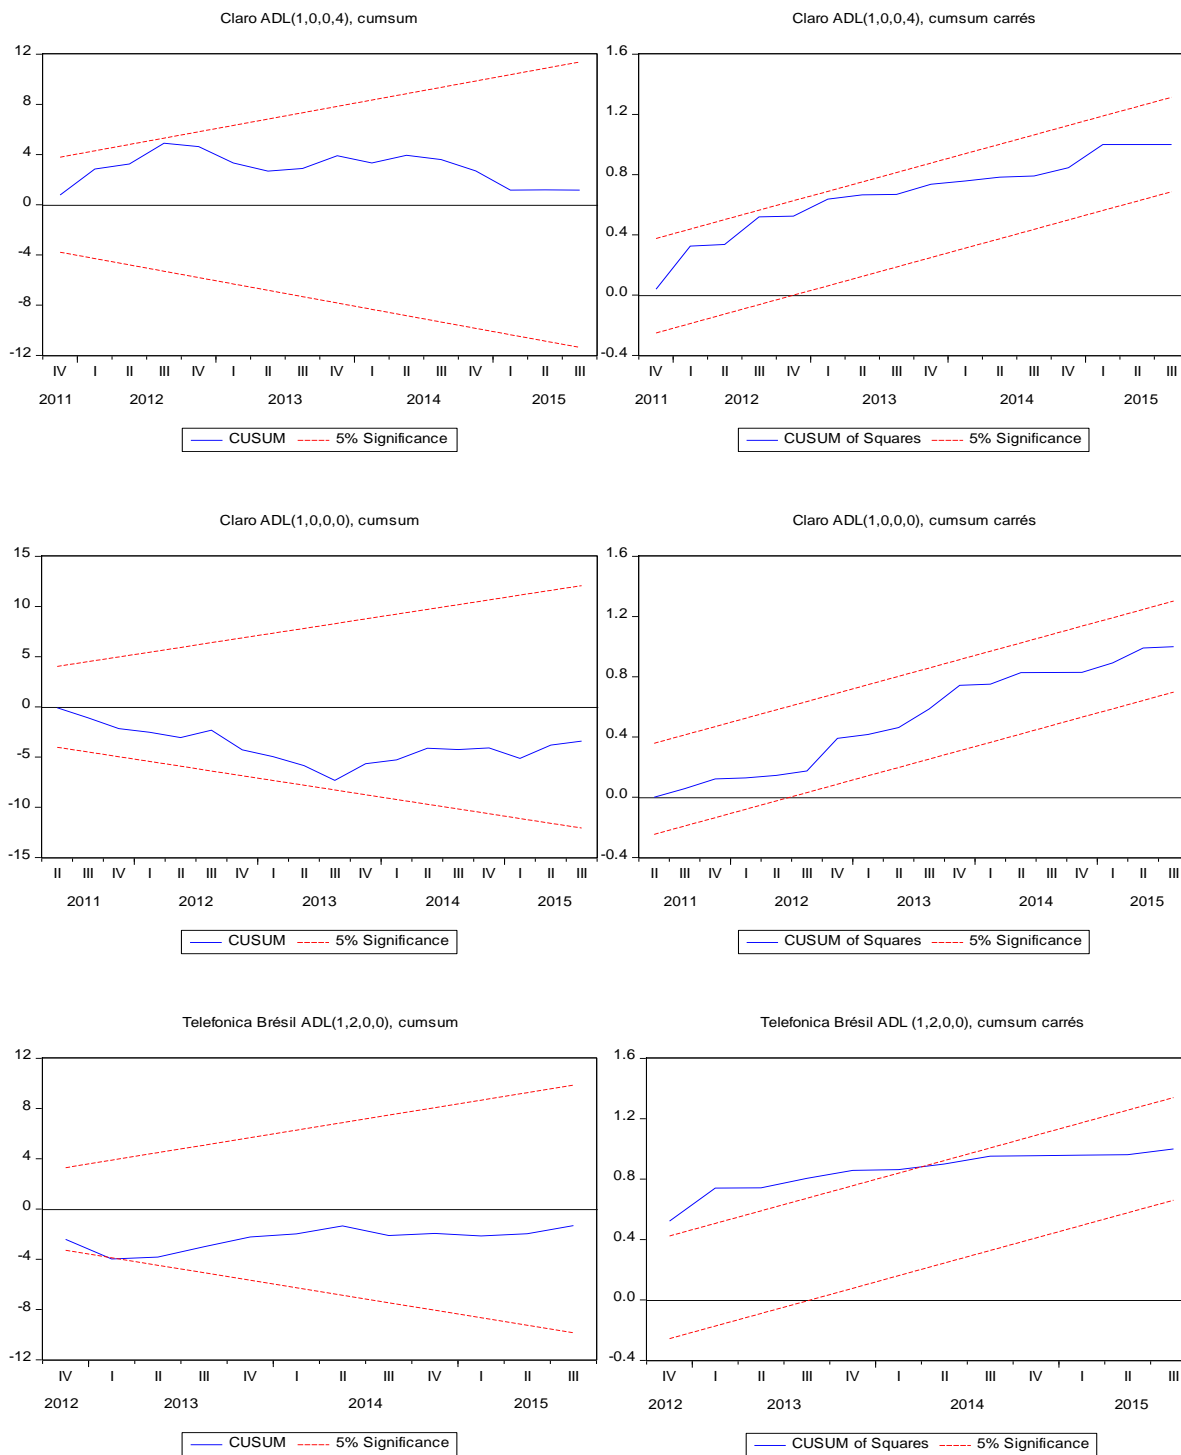 Claro ADL(1,0,0,4), cumsum
12
8
4
0
-4
-8
-12
IV I II III IV I II III IV I II III IV I II III
2011 2012 2013 2014 2015
CUSUM 5% Significance
Claro ADL(1,0,0,4), cumsum carrés
1.6
1.2
0.8
0.4
0.0
-0.4
IV I II III IV I II III IV I II III IV I II III
2011 2012 2013 2014 2015
CUSUM of Squares 5% Significance
Claro ADL(1,0,0,0), cumsum
15
10
5
0
-5
-10
-15
II III IV I II III IV I II III IV I II III IV I II III
2011 2012 2013 2014 2015
CUSUM 5% Significance
Claro ADL(1,0,0,0), cumsum carrés
1.6
1.2
0.8
0.4
0.0
-0.4
II III IV I II III IV I II III IV I II III IV I II III
2011 2012 2013 2014 2015
CUSUM of Squares 5% Significance
Telefonica Brésil ADL(1,2,0,0), cumsum
12
8
4
0
-4
-8
-12
IV I II III IV I II III IV I II III
2012 2013 2014 2015
CUSUM 5% Significance
Telefonica Brésil ADL (1,2,0,0), cumsum carrés
1.6
1.2
0.8
0.4
0.0
-0.4
IV I II III IV I II III IV I II III
2012 2013 2014 2015
CUSUM of Squares 5% Significance